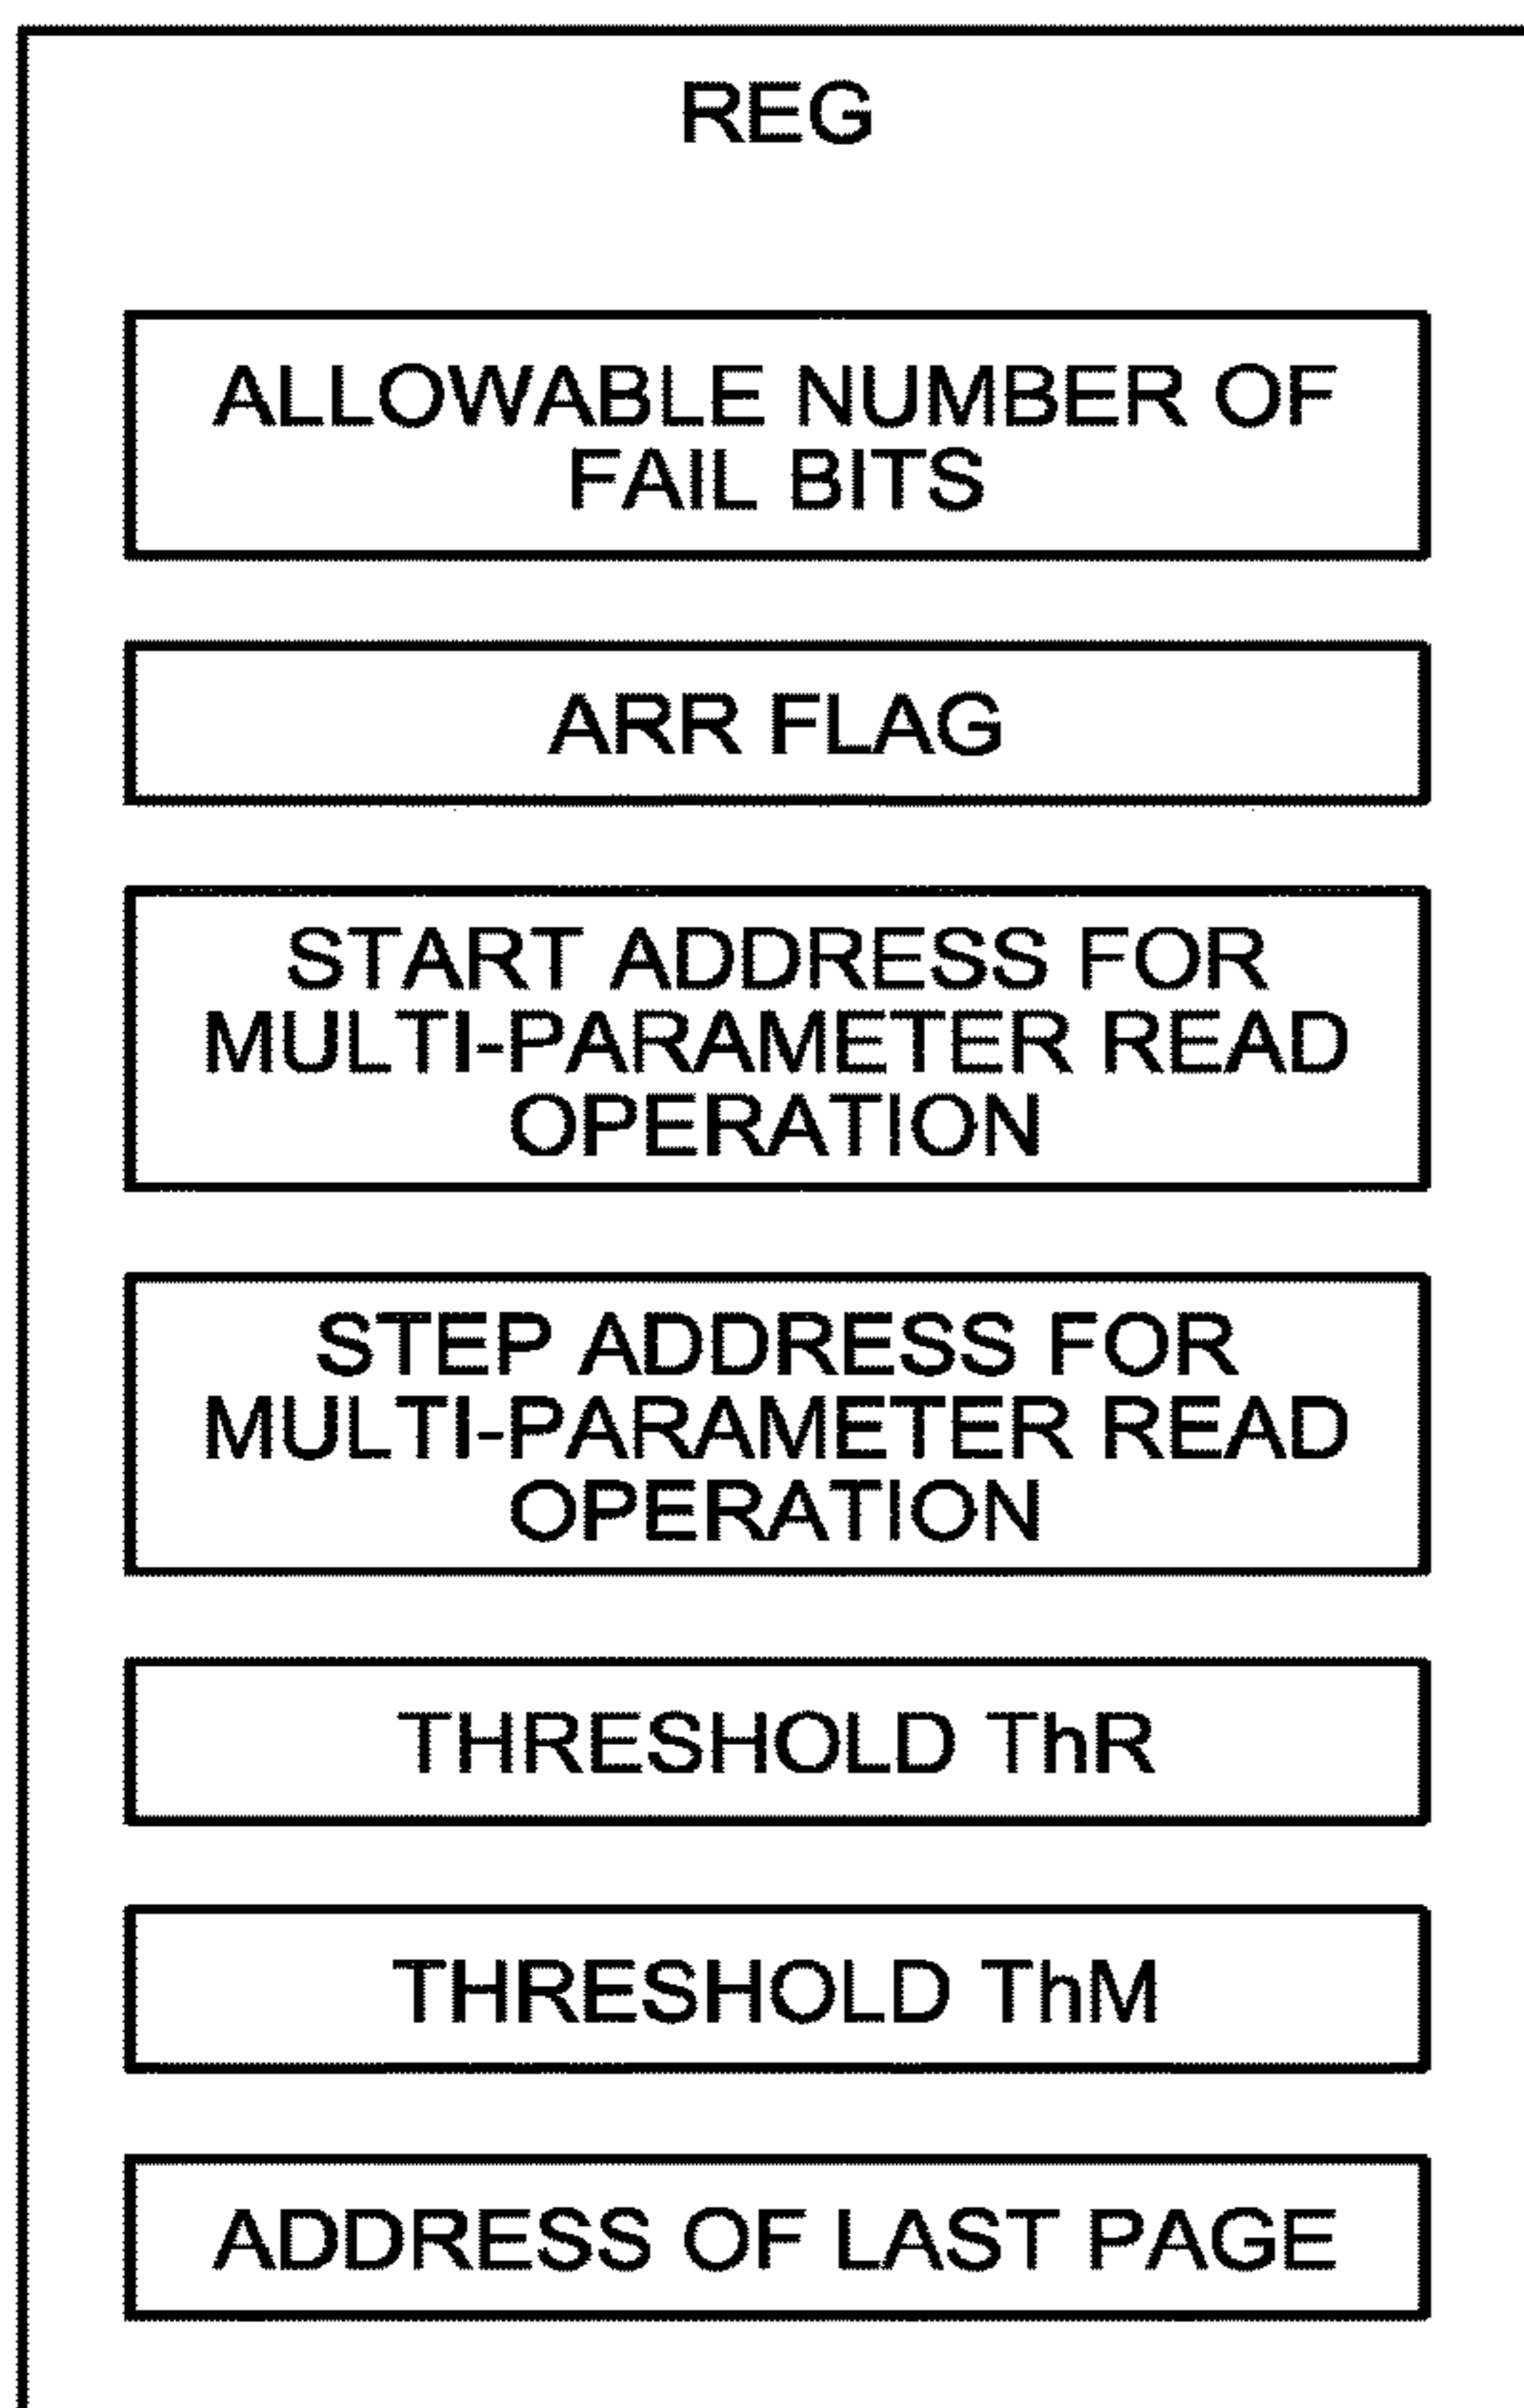 REG
ALLOWABLE NUMBER OF
FAIL BITS
ARR FLAG
START ADDRESS FOR
MULTI-PARAMETER READ
OPERATION
STEP ADDRESS FOR
MULTI-PARAMETER READ
OPERATION
THRESHOLD ThR
THRESHOLD ThM
ADDRESS OF LAST PAGE